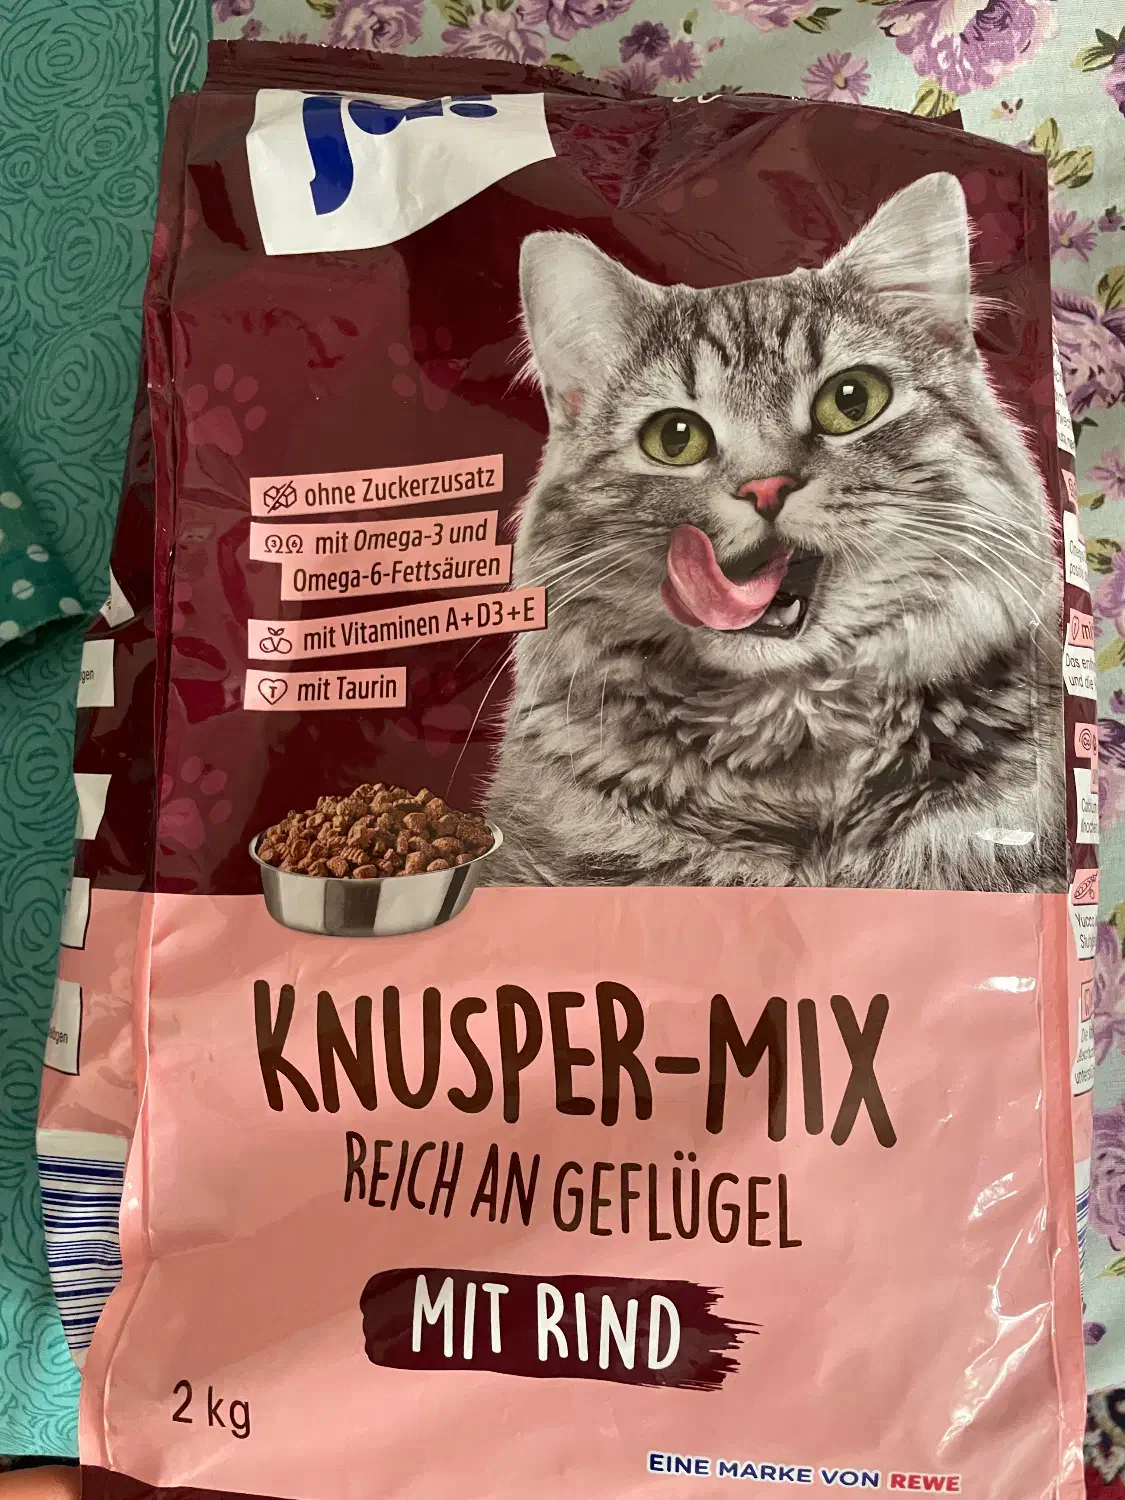 ja!
ohne Zuckerzusatz
mit Omega-3 und
Omega-6-Fettsäuren
mit Vitaminen A+D3+E
mit Taurin
KNUSPER-MIX
REICH AN GEFLÜGEL
MIT RIND
2 kg
EINE MARKE VON REWE